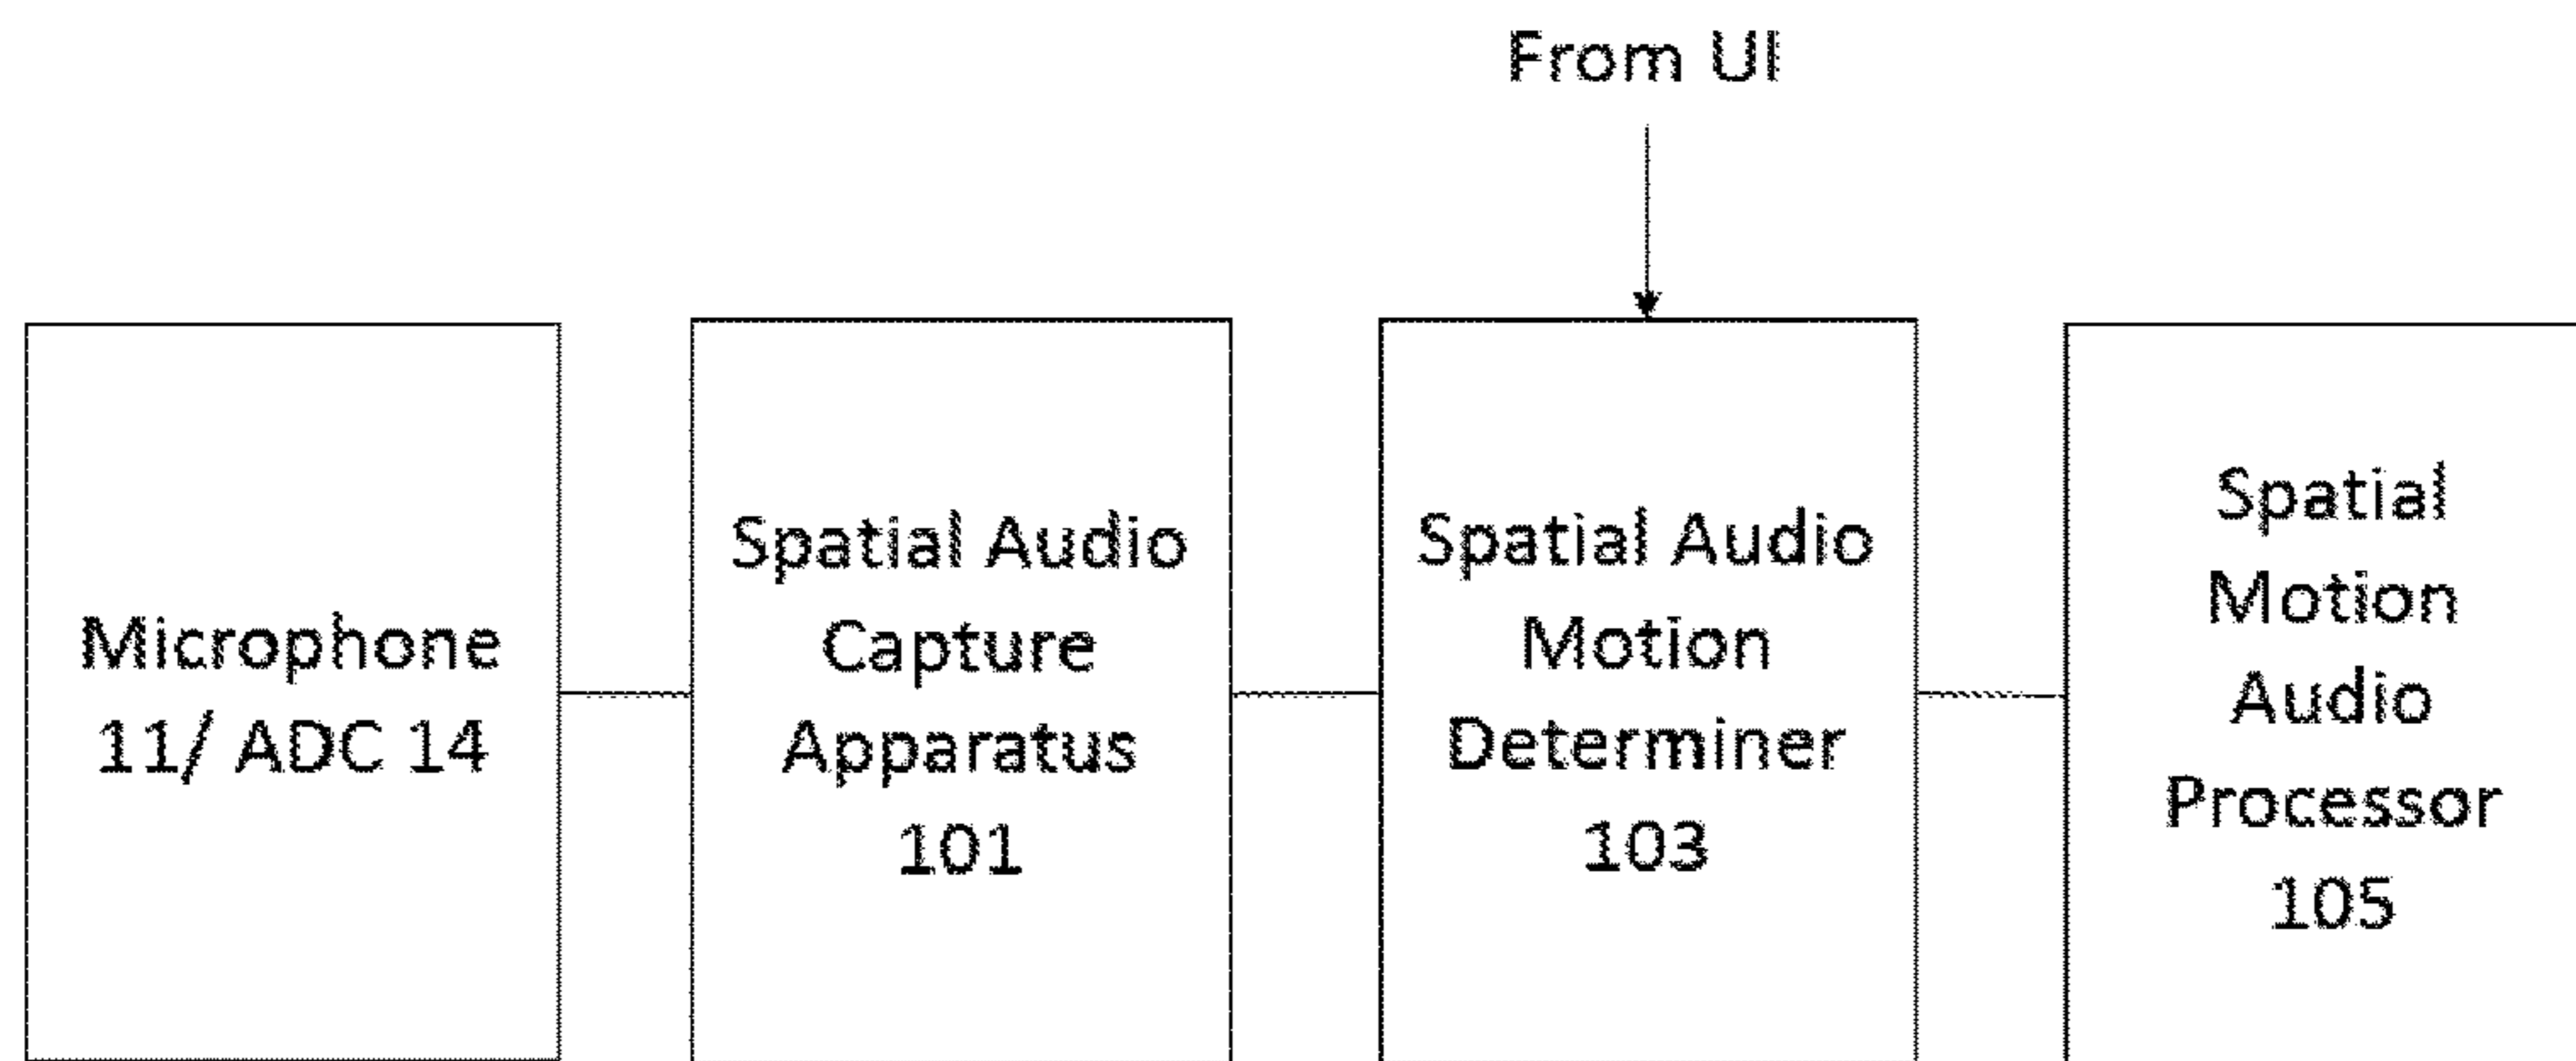 From UI
Microphone
11/ ADC 14
Spatial Audio
Capture
Apparatus
101
Spatial Audio
Motion
Determiner
103
Spatial
Motion
Audio
Processor
105